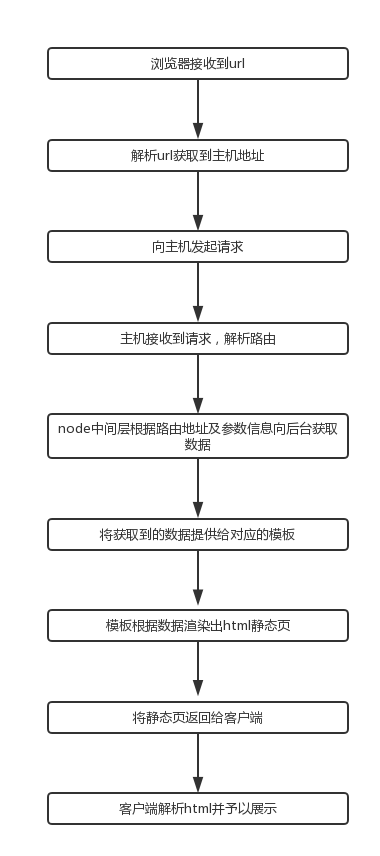 浏览器接收到url
解析url获取到主机地址
向主机发起请求
主机接收到请求，解析路由
node中间层根据路由地址及参数信息向后台获取
数据
将获取到的数据提供给对应的模板
模板根据数据渲染出html静态页
将静态页返回给客户端
客户端解析html并予以展示